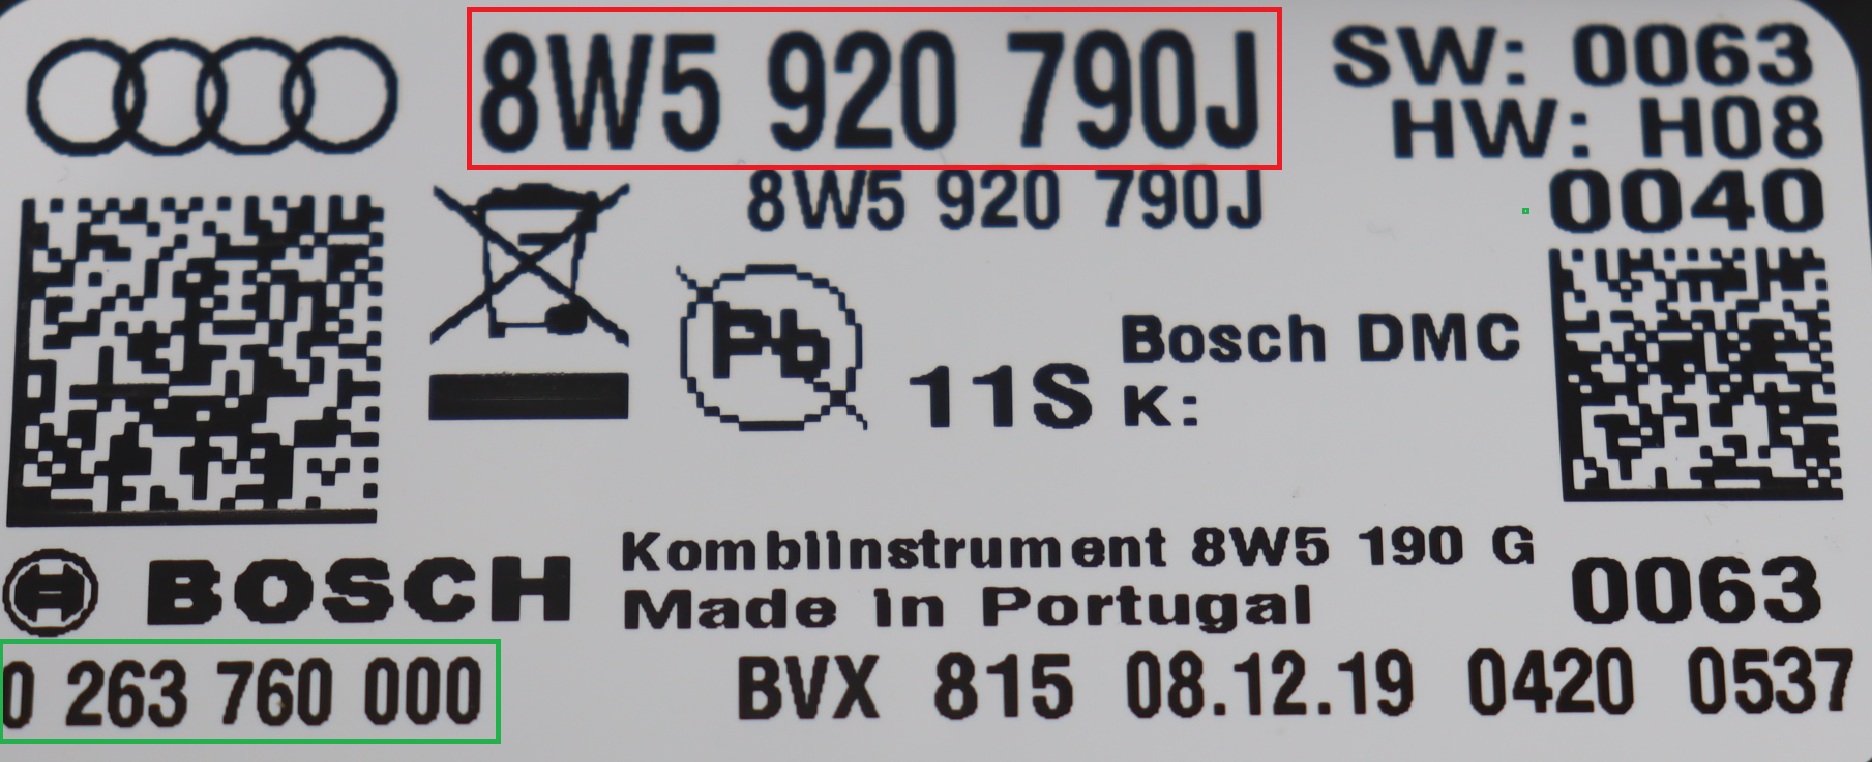 8W5 920 790J
SW: 0063
HW: H08
8W5 920 790J
0040
Pb
11S
Bosch DMC
K:
BOSCH
Kombiinstrument 8W5 190 G
Made in Portugal
0063
0 263 760 000
BVX 815 08.12.19 0420 0537